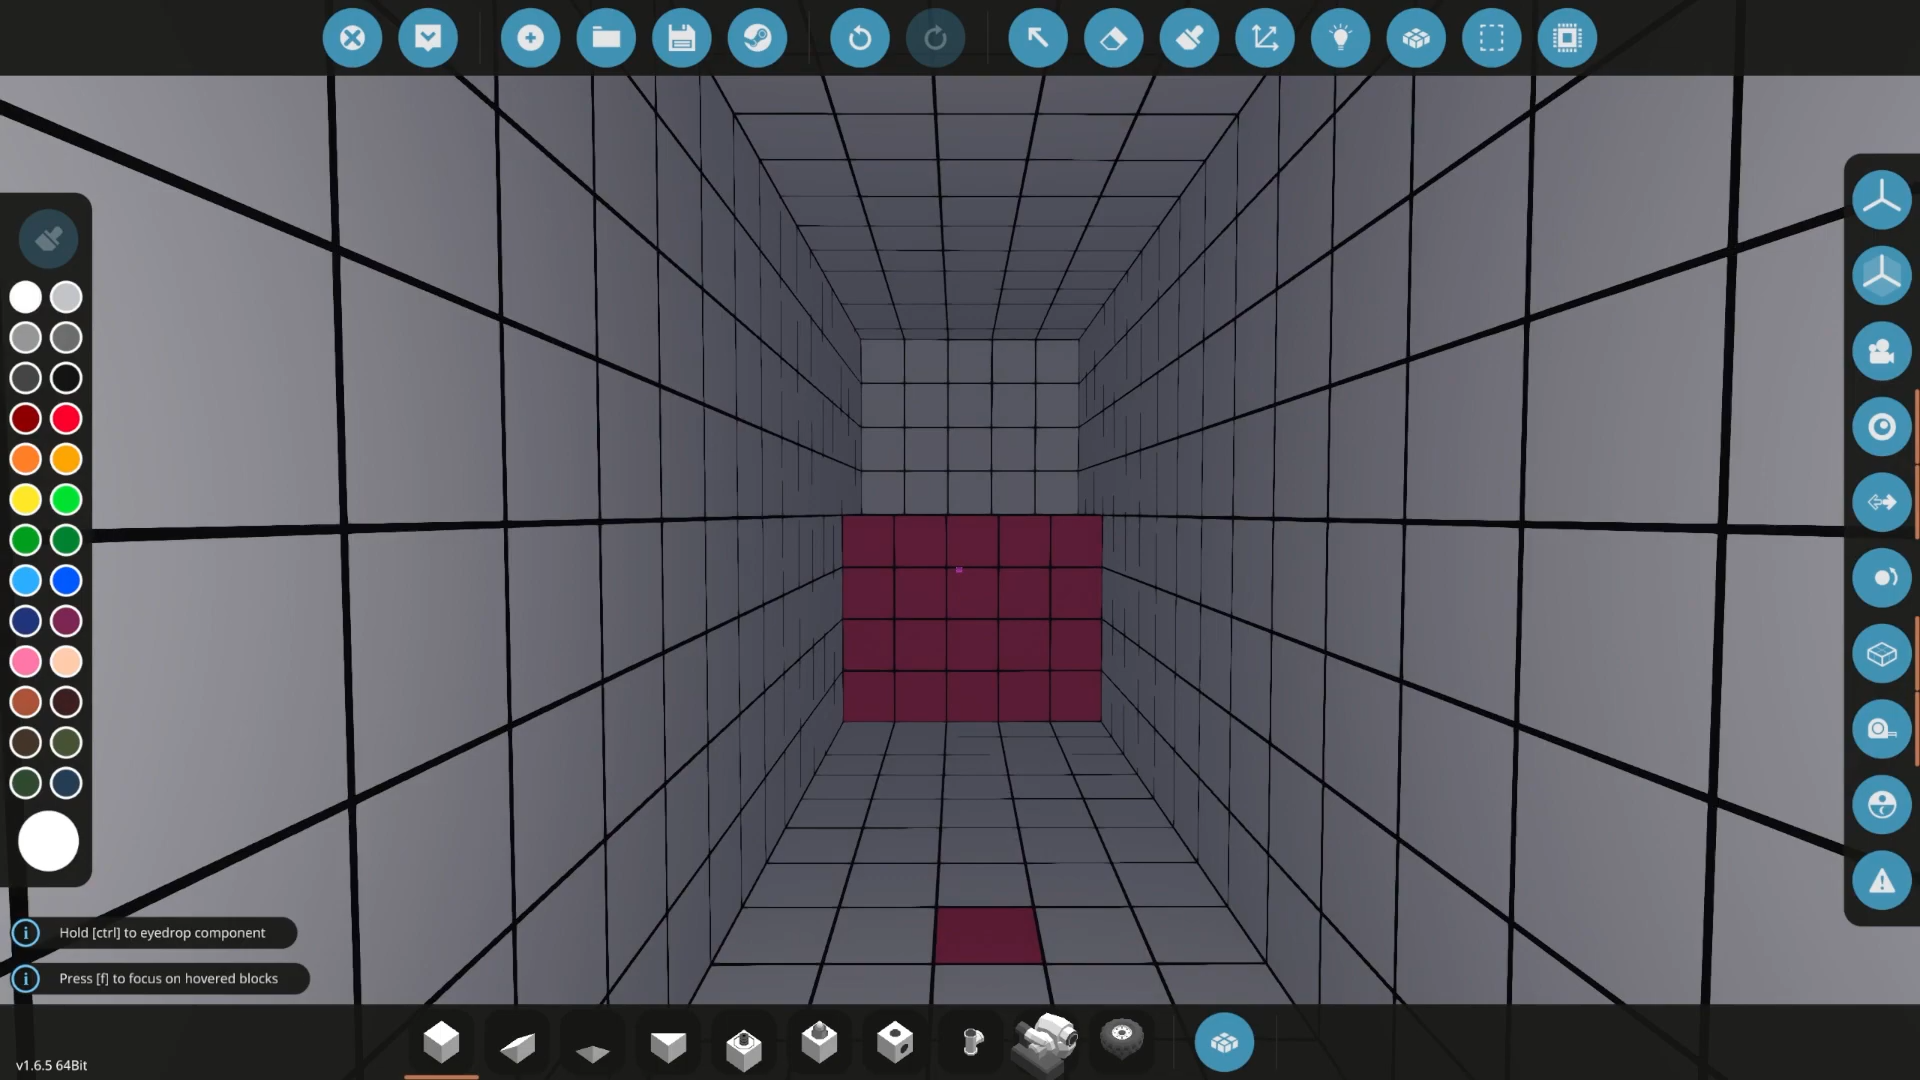 Hold [ctrl] to eyedrop component
Press [f] to focus on hovered blocks
v1.6.5 64Bit